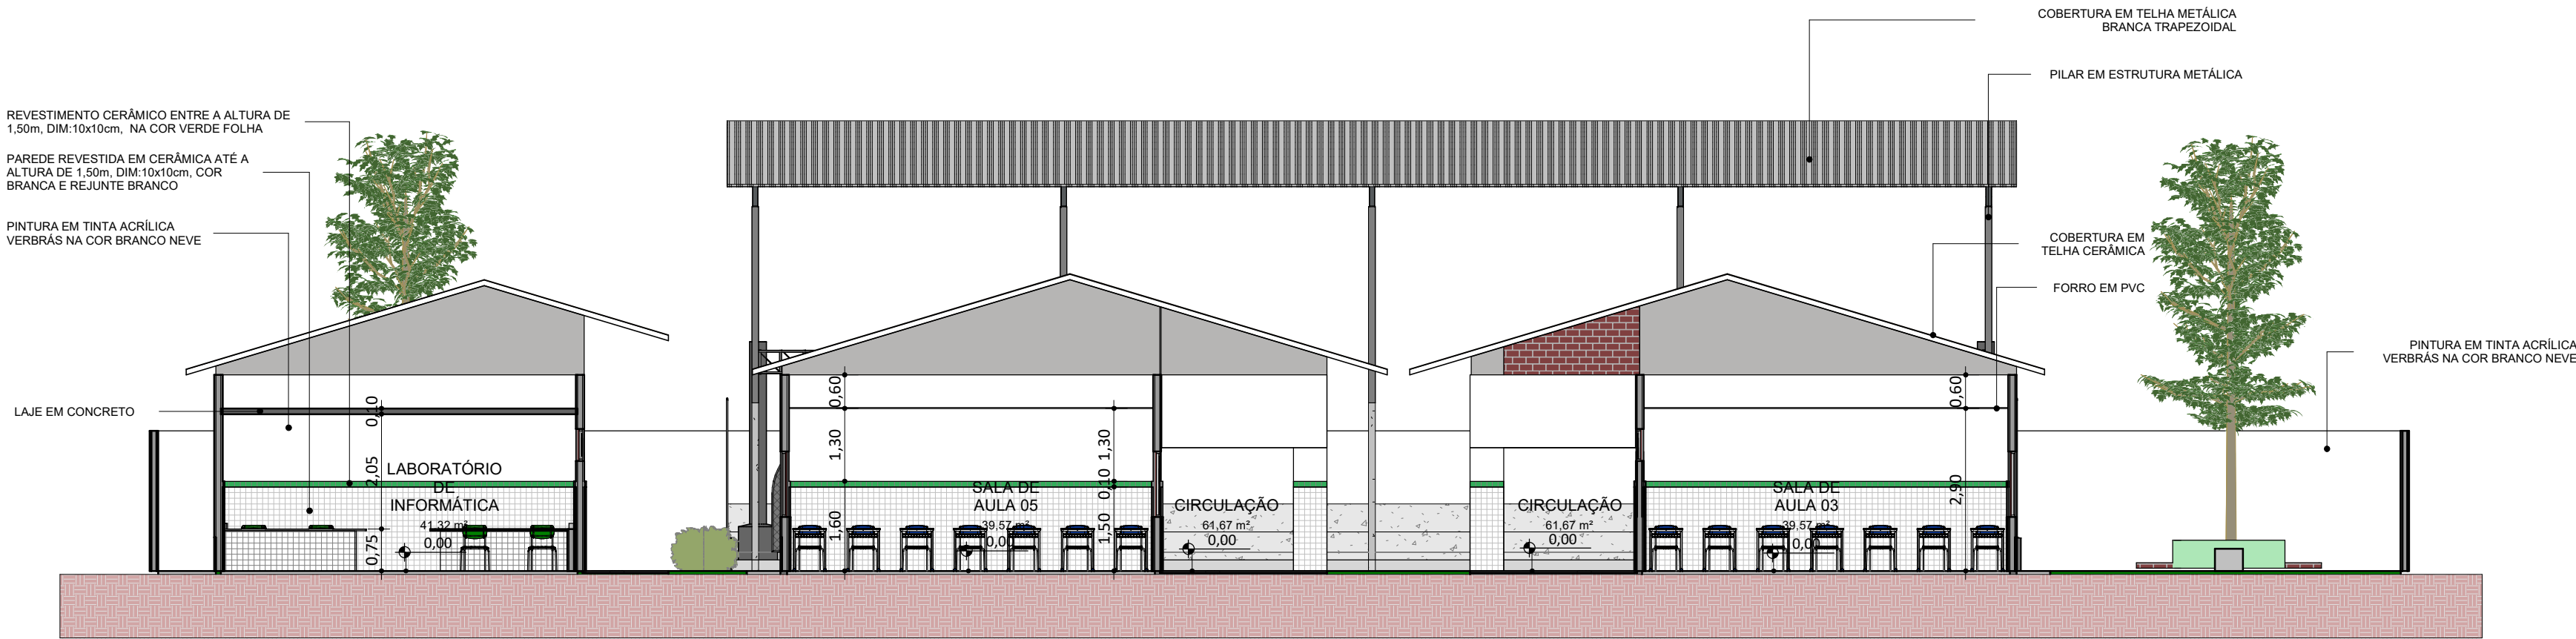 COBERTURA EM TELHA METÁLICA
BRANCA TRAPEZOIDAL
PILAR EM ESTRUTURA METÁLICA
REVESTIMENTO CERÂMICO ENTRE A ALTURA DE
1,50m, DIM:10x10cm, NA COR VERDE FOLHA
PAREDE REVESTIDA EM CERÂMICA ATÉ A
ALTURA DE 1,50m, DIM:10x10cm, COR
BRANCA E REJUNTE BRANCO
PINTURA EM TINTA ACRÍLICA
VERBRÁS NA COR BRANCO NEVE
COBERTURA EM
TELHA CERÂMICA
FORRO EM PVC
PINTURA EM TINTA ACRÍLICA
VERBRÁS NA COR BRANCO NEVE
LAJE EM CONCRETO
0,10
2,05
0,75
LABORATÓRIO
DE
INFORMÁTICA
41,32 m²
0,00
0,60
1,30
1,60
1,30
0,10
1,50
SALA DE
AULA 05
39,57 m²
0,00
CIRCULAÇÃO
61,67 m²
0,00
CIRCULAÇÃO
61,67 m²
0,00
SALA DE
AULA 03
39,57 m²
0,00
0,60
2,90